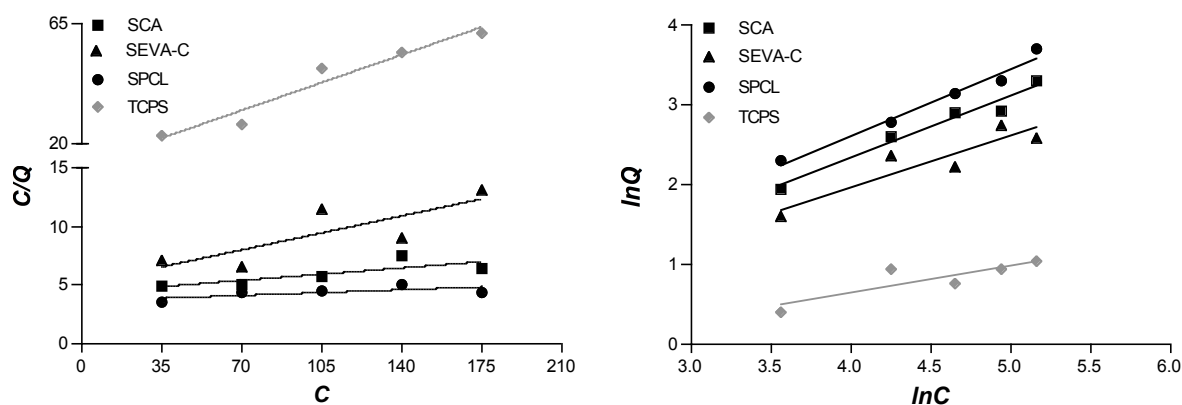 65
20
15
10
5
0
C/Q
SCA
SEVA-C
SPCL
TCPS
0 35 70 105 140 175 210
C
4
3
2
1
0
lnQ
SCA
SEVA-C
SPCL
TCPS
3.0 3.5 4.0 4.5 5.0 5.5 6.0
lnC